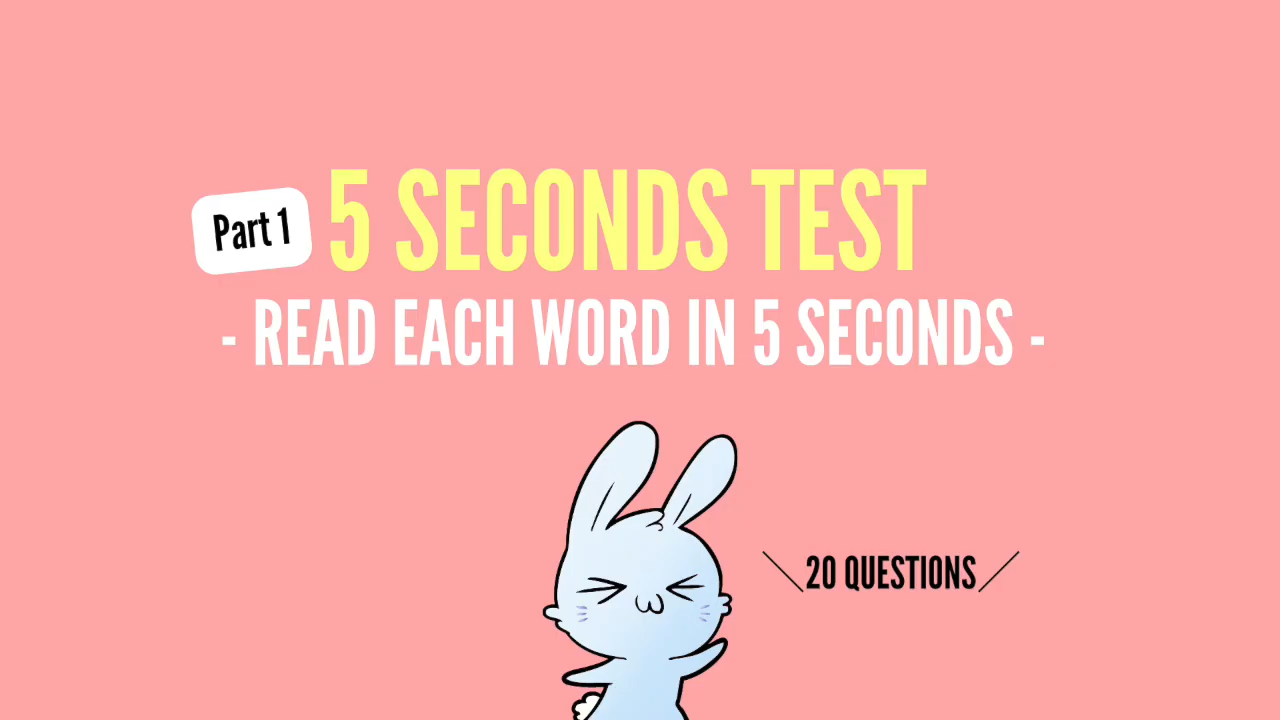 Part 1
5 SECONDS TEST
- READ EACH WORD IN 5 SECONDS -
20 QUESTIONS